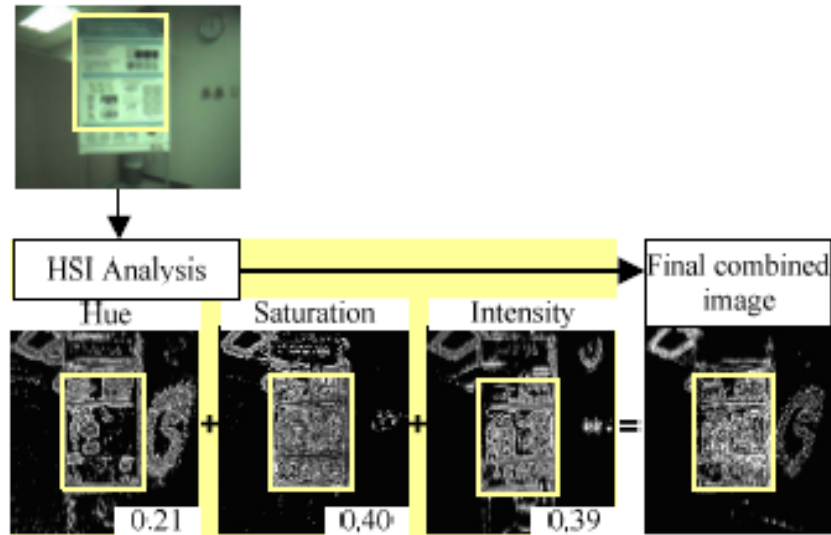 HSI Analysis
Final combined
image
Hue
Saturation
Intensity
+
+
=
0.21
0,40
0,39